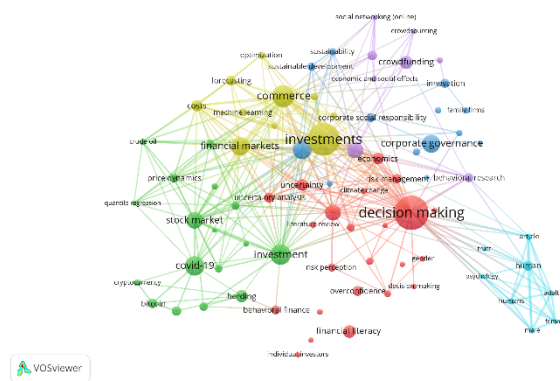 social networking (online)
crowdsourcing
optimization
sustainability
crowdfunding
sustainable development
forecasting
economic and social effects
innovation
commerce
costs
machine learning
corporate social responsibility
family firms
investments
crude oil
financial markets
corporate governance
economics
price dynamics
risk management
behavioral research
uncertainty
climate change
uncertainty analysis
quantile regression
stock market
decision making
literature review
article
trust
investment
gender
covid-19
risk perception
human
psychology
cryptocurrency
decision-making
overconfidence
humans
adult
herding
bitcoin
behavioral finance
female
male
financial literacy
individual investors
VOSviewer